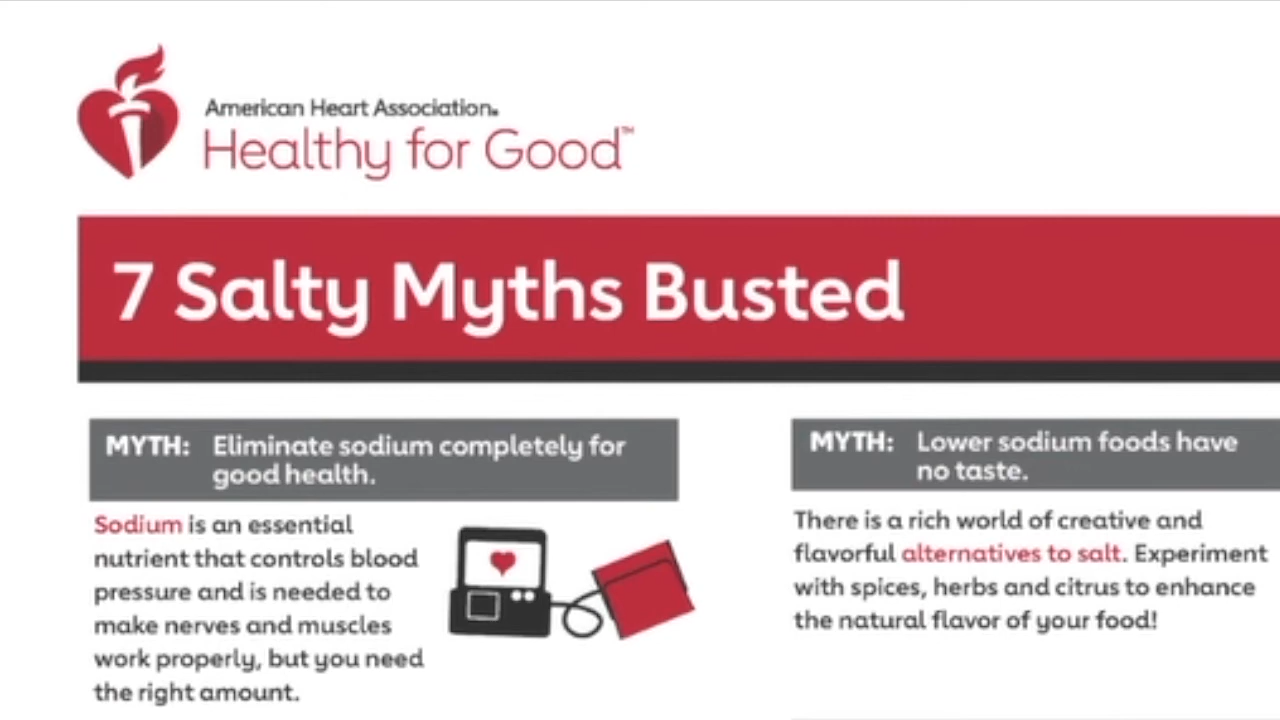 American Heart Association.
Healthy for Good™
7 Salty Myths Busted
MYTH: Eliminate sodium completely for
good health.
Sodium is an essential
nutrient that controls blood
pressure and is needed to
make nerves and muscles
work properly, but you need
the right amount.
MYTH: Lower sodium foods have
no taste.
There is a rich world of creative and
flavorful alternatives to salt. Experiment
with spices, herbs and citrus to enhance
the natural flavor of your food!